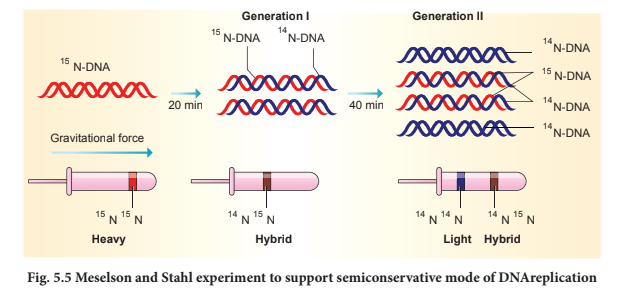 Generation I
Generation II
15 N-DNA
15 N-DNA
14 N-DNA
14 N-DNA
15 N-DNA
14 N-DNA
14 N-DNA
20 min
40 min
Gravitational force
15 N 15 N
Heavy
14 N 15 N
Hybrid
14 N 14 N
14 N 15 N
Light
Hybrid
Fig. 5.5 Meselson and Stahl experiment to support semiconservative mode of DNAreplication